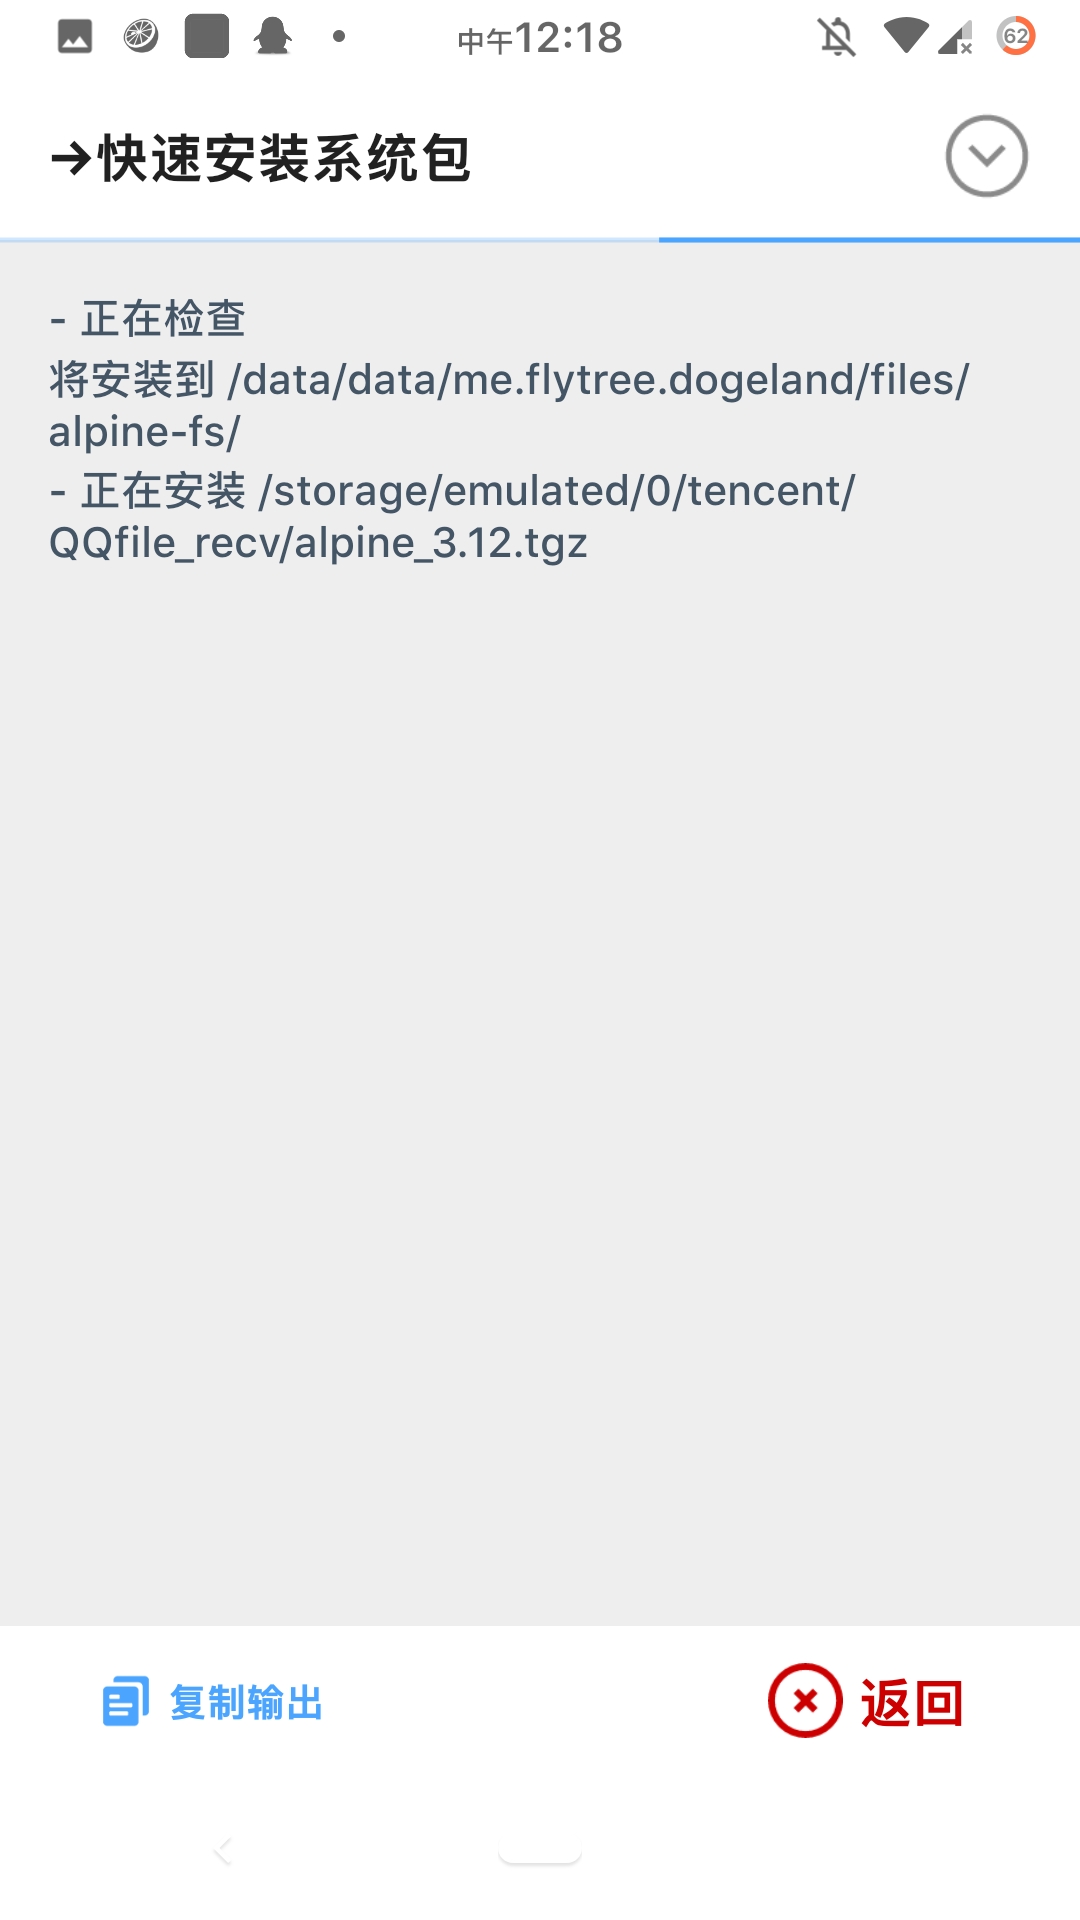 中午12:18
62
→快速安装系统包
- 正在检查
将安装到 /data/data/me.flytree.dogeland/files/
alpine-fs/
- 正在安装 /storage/emulated/0/tencent/
QQfile_recv/alpine_3.12.tgz
复制输出
返回